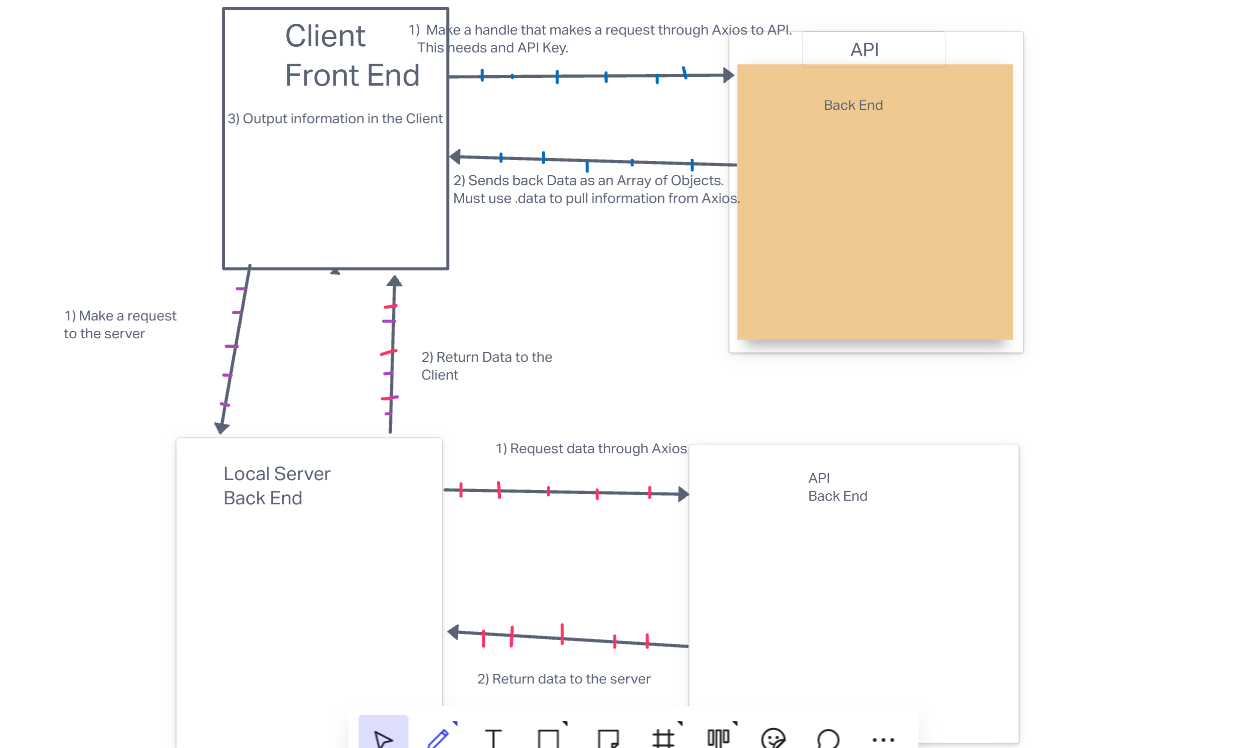 Client
Front End
1) Make a handle that makes a request through Axios to API.
This needs and API Key.
API
Back End
3) Output information in the Client
2) Sends back Data as an Array of Objects.
Must use .data to pull information from Axios.
1) Make a request
to the server
2) Return Data to the
Client
Local Server
Back End
1) Request data through Axios
API
Back End
2) Return data to the server